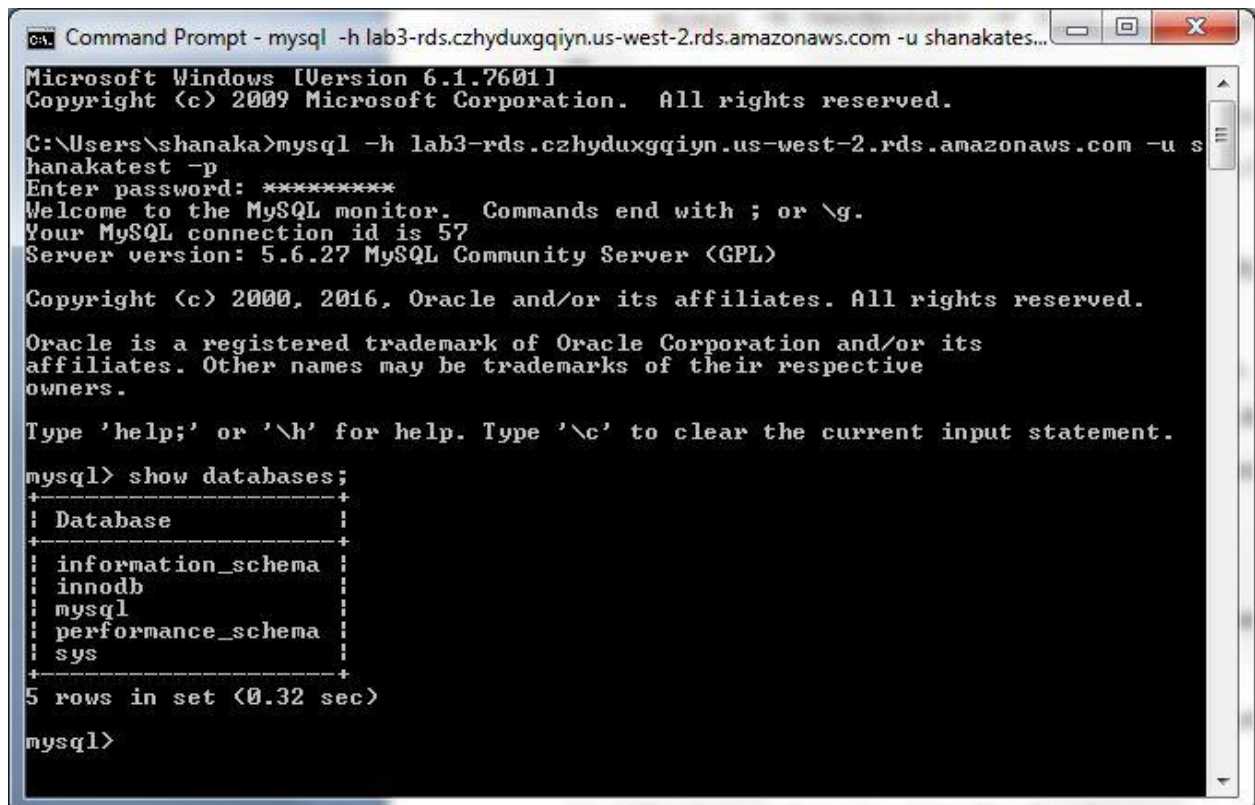 Command Prompt - mysql -h lab3-rds.czhyduxgqiyn.us-west-2.rds.amazonaws.com -u shanakates...
Microsoft Windows [Version 6.1.7601]
Copyright (c) 2009 Microsoft Corporation.  All rights reserved.
C:\Users\shanaka>mysql -h lab3-rds.czhyduxgqiyn.us-west-2.rds.amazonaws.com -u s
hanakatest -p
Enter password: *********
Welcome to the MySQL monitor.  Commands end with ; or \g.
Your MySQL connection id is 57
Server version: 5.6.27 MySQL Community Server (GPL)
Copyright (c) 2000, 2016, Oracle and/or its affiliates. All rights reserved.
Oracle is a registered trademark of Oracle Corporation and/or its
affiliates. Other names may be trademarks of their respective
owners.
Type 'help;' or '\h' for help. Type '\c' to clear the current input statement.
mysql> show databases;
+--------------------+
| Database           |
+--------------------+
| information_schema |
| innodb             |
| mysql              |
| performance_schema |
| sys                |
+--------------------+
5 rows in set (0.32 sec)
mysql>